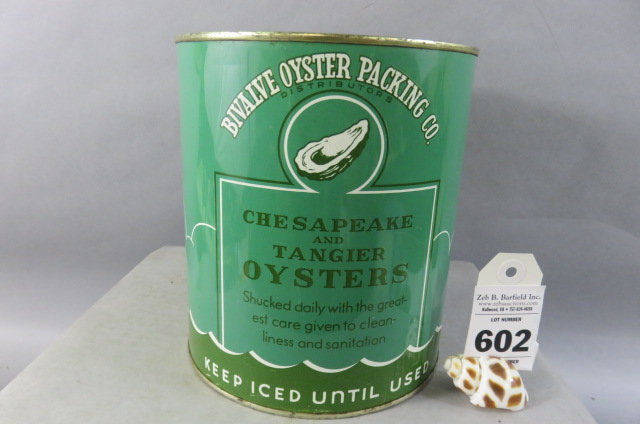 BIVALVE OYSTER PACKING CO.
DISTRIBUTORS
CHESAPEAKE
AND
TANGIER
OYSTERS
Shucked daily with the great-
est care given to clean-
liness and sanitation
KEEP ICED UNTIL USED
Zeb B. Barfield Inc.
LOT NUMBER
602